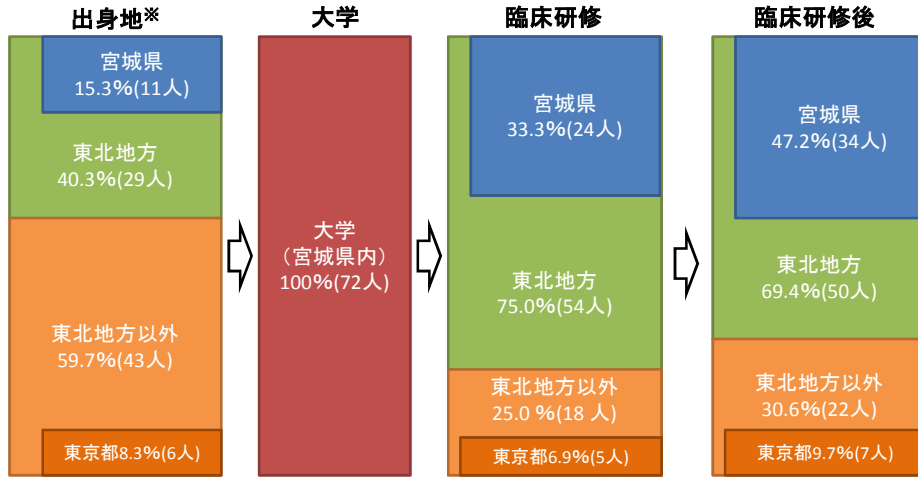 出身地※
宮城県
15.3%(11人)
東北地方
40.3%(29人)
東北地方以外
59.7%(43人)
東京都8.3%(6人)
大学
大学
（宮城県内）
100%(72人)
臨床研修
宮城県
33.3%(24人)
東北地方
75.0%(54人)
東北地方以外
25.0 %(18 人)
東京都6.9%(5人)
臨床研修後
宮城県
47.2%(34人)
東北地方
69.4%(50人)
東北地方以外
30.6%(22人)
東京都9.7%(7人)